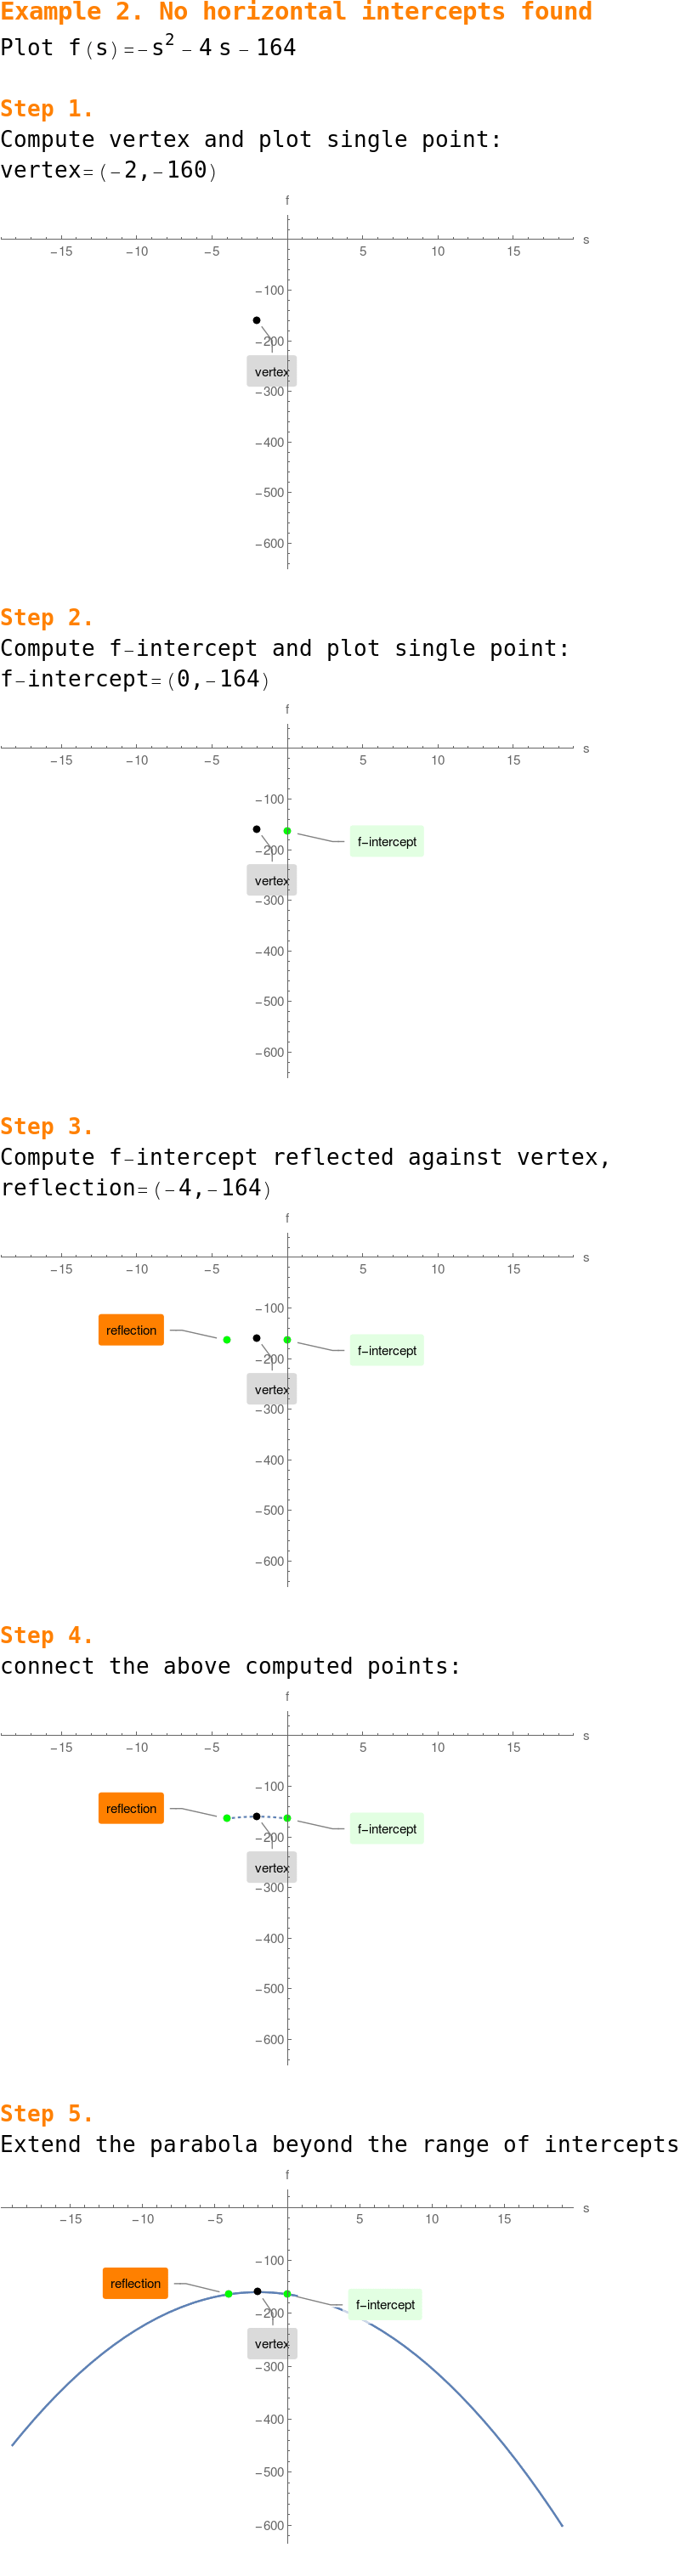 Example 2. No horizontal intercepts found
Plot f(s)=-s² - 4 s - 164
Step 1.
Compute vertex and plot single point:
vertex=(-2,-160)
f
s
-15 -10 -5 5 10 15
-100
-200
vertex
-300
-400
-500
-600
Step 2.
Compute f-intercept and plot single point:
f-intercept=(0,-164)
f
s
-15 -10 -5 5 10 15
-100
f-intercept
-200
vertex
-300
-400
-500
-600
Step 3.
Compute f-intercept reflected against vertex,
reflection=(-4,-164)
f
s
-15 -10 -5 5 10 15
-100
reflection
f-intercept
-200
vertex
-300
-400
-500
-600
Step 4.
connect the above computed points:
f
s
-15 -10 -5 5 10 15
-100
reflection
f-intercept
-200
vertex
-300
-400
-500
-600
Step 5.
Extend the parabola beyond the range of intercepts
f
s
-15 -10 -5 5 10 15
-100
reflection
f-intercept
-200
vertex
-300
-400
-500
-600